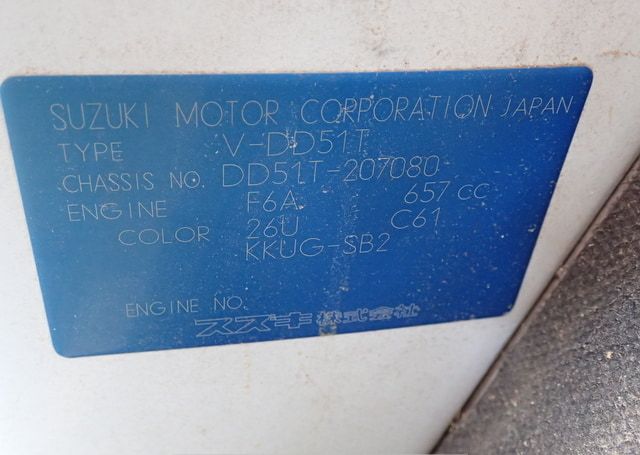 SUZUKI MOTOR CORPORATION JAPAN
TYPE V-DD51T
CHASSIS NO. DD51T-207080
ENGINE F6A 657 CC
COLOR 26U C61
KKUG-SB2
ENGINE NO.
スズキ株式会社